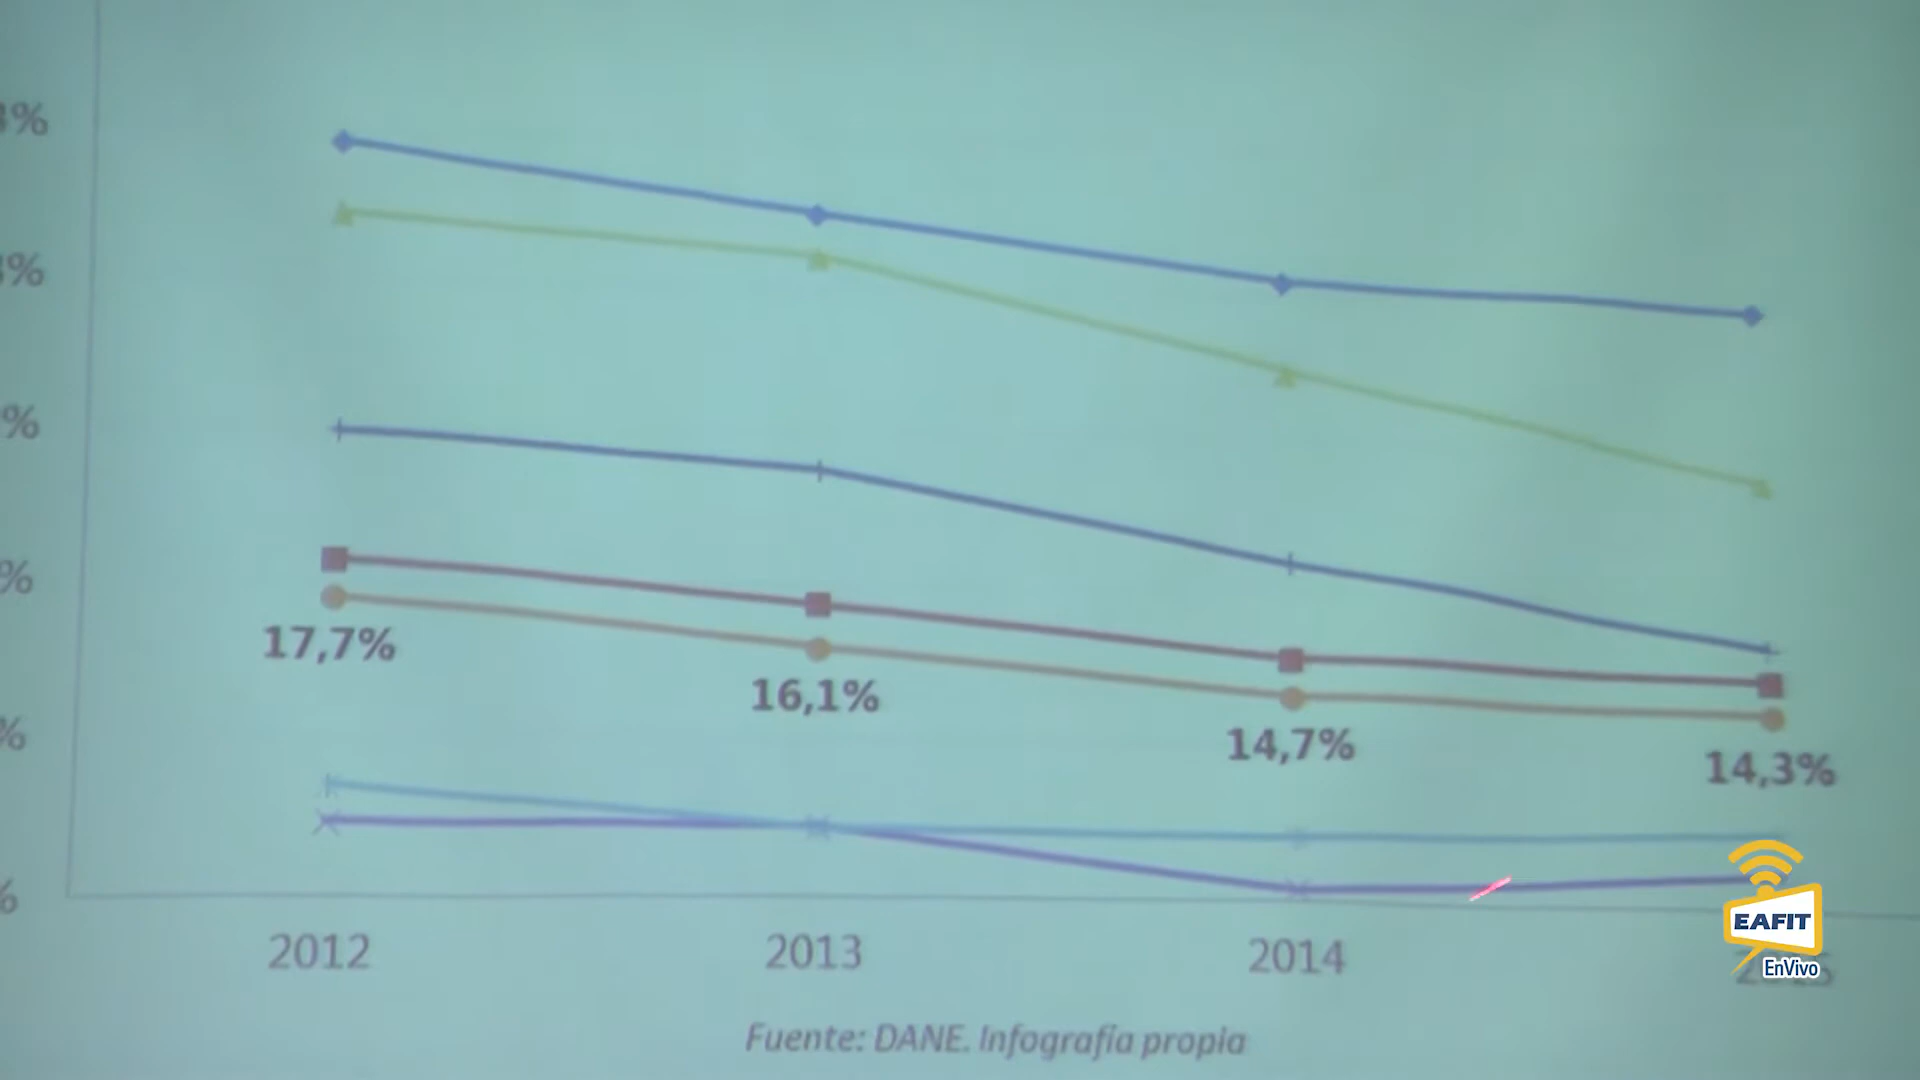 17,7%
16,1%
14,7%
14,3%
2012
2013
2014
Fuente: DANE. Infografía propia
EAFIT
EnVivo